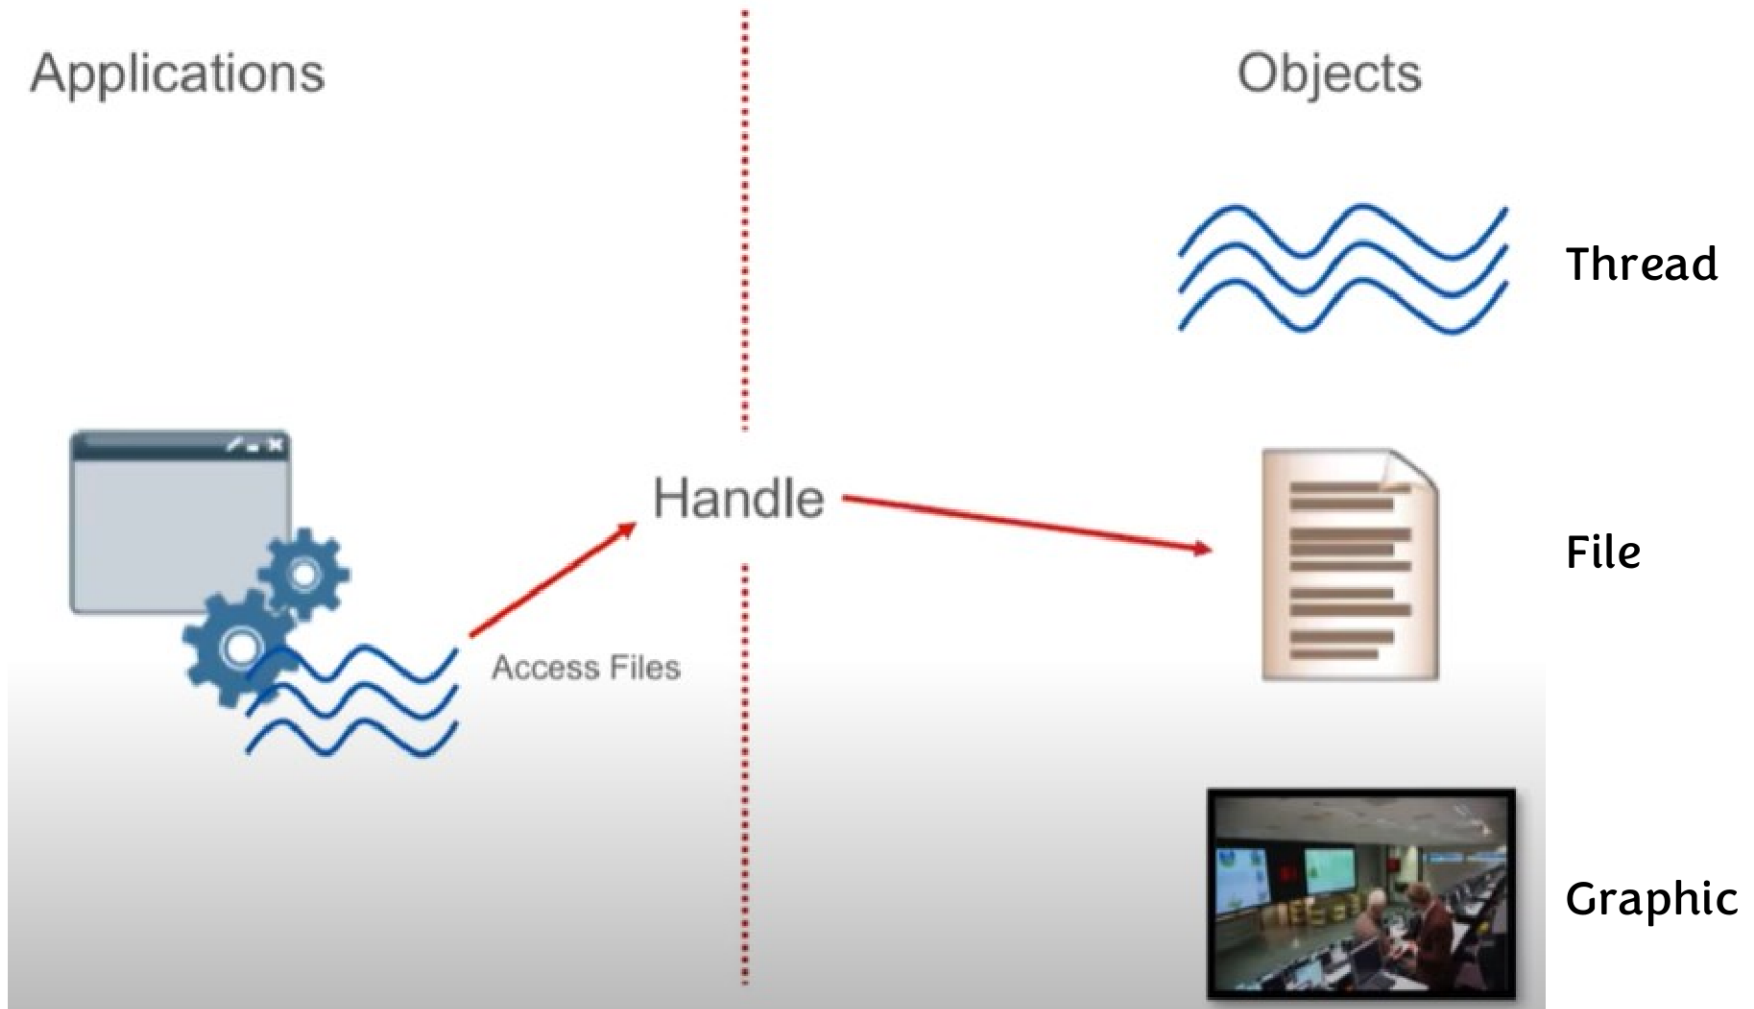 Applications
Objects
Thread
Handle
File
Access Files
Graphic